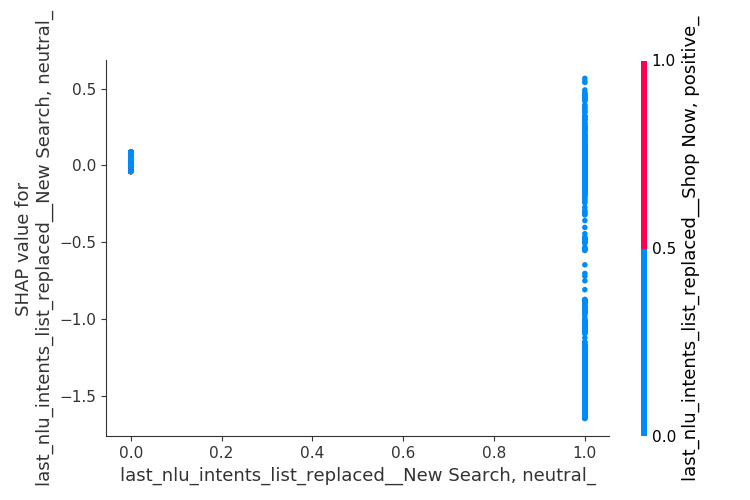 SHAP value for
last_nlu_intents_list_replaced__New Search, neutral_
0.5
0.0
−0.5
−1.0
−1.5
0.0 0.2 0.4 0.6 0.8 1.0
last_nlu_intents_list_replaced__New Search, neutral_
1.0
0.5
0.0
last_nlu_intents_list_replaced__Shop Now, positive_